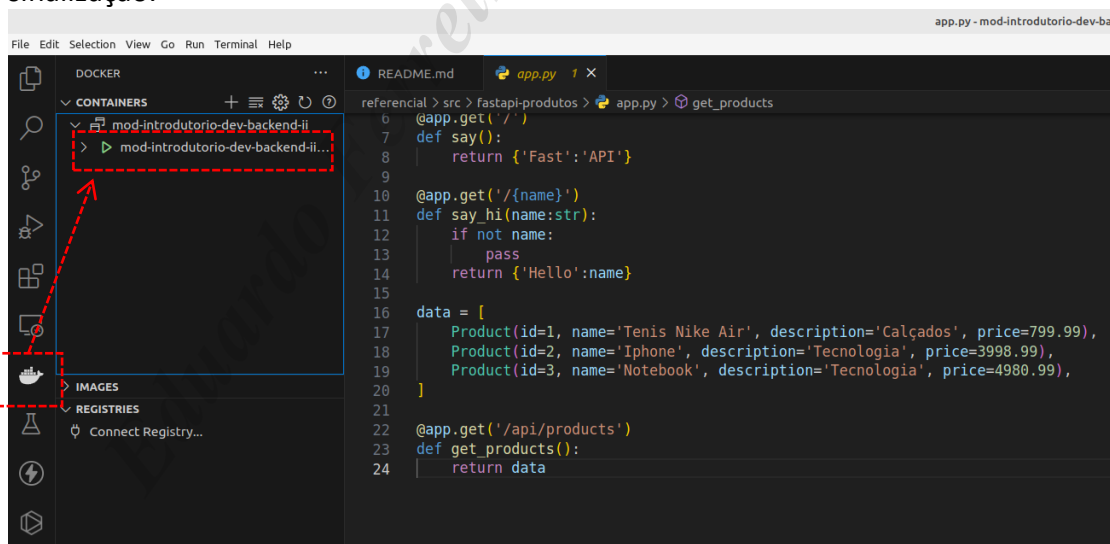 sinalização.
app.py - mod-introdutorio-dev-ba
File Edit Selection View Go Run Terminal Help
DOCKER ...
README.md app.py 1
CONTAINERS
referencial > src > fastapi-produtos > app.py > get_products
mod-introdutorio-dev-backend-ii
mod-introdutorio-dev-backend-ii...
6 @app.get('/')
7 def say():
8 return {'Fast':'API'}
9
10 @app.get('/{name}')
11 def say_hi(name:str):
12 if not name:
13 pass
14 return {'Hello':name}
15
16 data = [
17 Product(id=1, name='Tenis Nike Air', description='Calçados', price=799.99),
18 Product(id=2, name='Iphone', description='Tecnologia', price=3998.99),
19 Product(id=3, name='Notebook', description='Tecnologia', price=4980.99),
20 ]
21
22 @app.get('/api/products')
23 def get_products():
24 return data
IMAGES
REGISTRIES
Connect Registry...
Eduardo